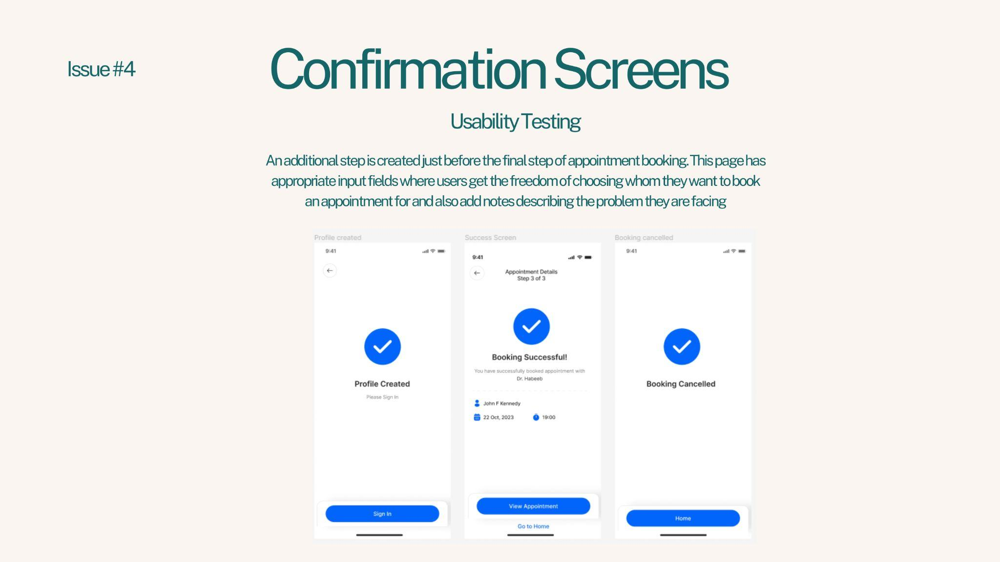 Issue #4
Confirmation Screens
Usability Testing
An additional step is created just before the final step of appointment booking. This page has
appropriate input fields where users get the freedom of choosing whom they want to book
an appointment for and also add notes describing the problem they are facing
Profile created
9:41
Profile Created
Please Sign In
Sign In
Success Screen
9:41
Appointment Details
Step 3 of 3
Booking Successful!
You have successfully booked appointment with
Dr. Habeeb
John F Kennedy
22 Oct, 2023
19:00
View Appointment
Go to Home
Booking cancelled
9:41
Booking Cancelled
Home